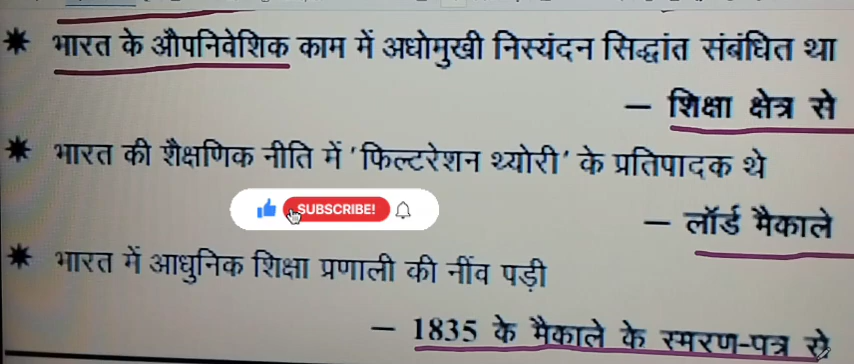 * भारत के औपनिवेशिक काम में अधोमुखी निस्यंदन सिद्धांत संबंधित था
– शिक्षा क्षेत्र से
* भारत की शैक्षणिक नीति में 'फिल्टरेशन थ्योरी' के प्रतिपादक थे
SUBSCRIBE!
– लॉर्ड मैकाले
* भारत में आधुनिक शिक्षा प्रणाली की नींव पड़ी
– 1835 के मैकाले के स्मरण-पत्र से